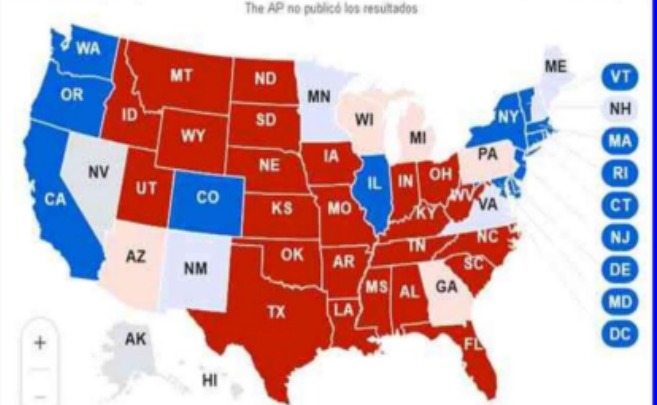 The AP no publicó los resultados
WA
ME
VT
MT
ND
MN
OR
NH
ID
SD
WI
NY
WY
MI
MA
IA
PA
NE
RI
NV
IL
IN
OH
UT
CO
WV
VA
CA
KS
MO
KY
CT
NJ
AZ
NM
OK
AR
TN
NC
SC
DE
MS
AL
GA
TX
LA
MD
AK
FL
DC
HI
+
−